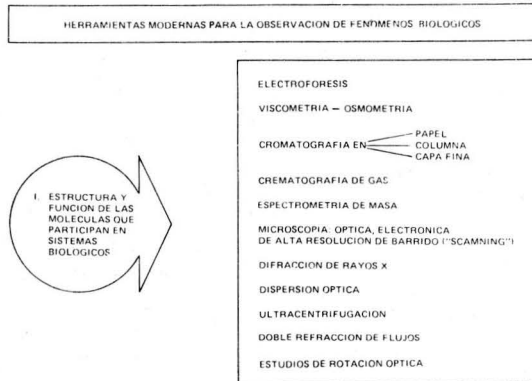 HERRAMIENTAS MODERNAS PARA LA OBSERVACION DE FENOMENOS BIOLOGICOS
I. ESTRUCTURA Y
FUNCION DE LAS
MOLECULAS QUE
PARTICIPAN EN
SISTEMAS
BIOLOGICOS
ELECTROFORESIS
VISCOMETRIA – OSMOMETRIA
CROMATOGRAFIA EN
PAPEL
COLUMNA
CAPA FINA
CREMATOGRAFIA DE GAS
ESPECTROMETRIA DE MASA
MICROSCOPIA: OPTICA, ELECTRONICA
DE ALTA RESOLUCION DE BARRIDO ("SCAMNING")
DIFRACCION DE RAYOS X
DISPERSION OPTICA
ULTRACENTRIFUGACION
DOBLE REFRACCION DE FLUJOS
ESTUDIOS DE ROTACION OPTICA